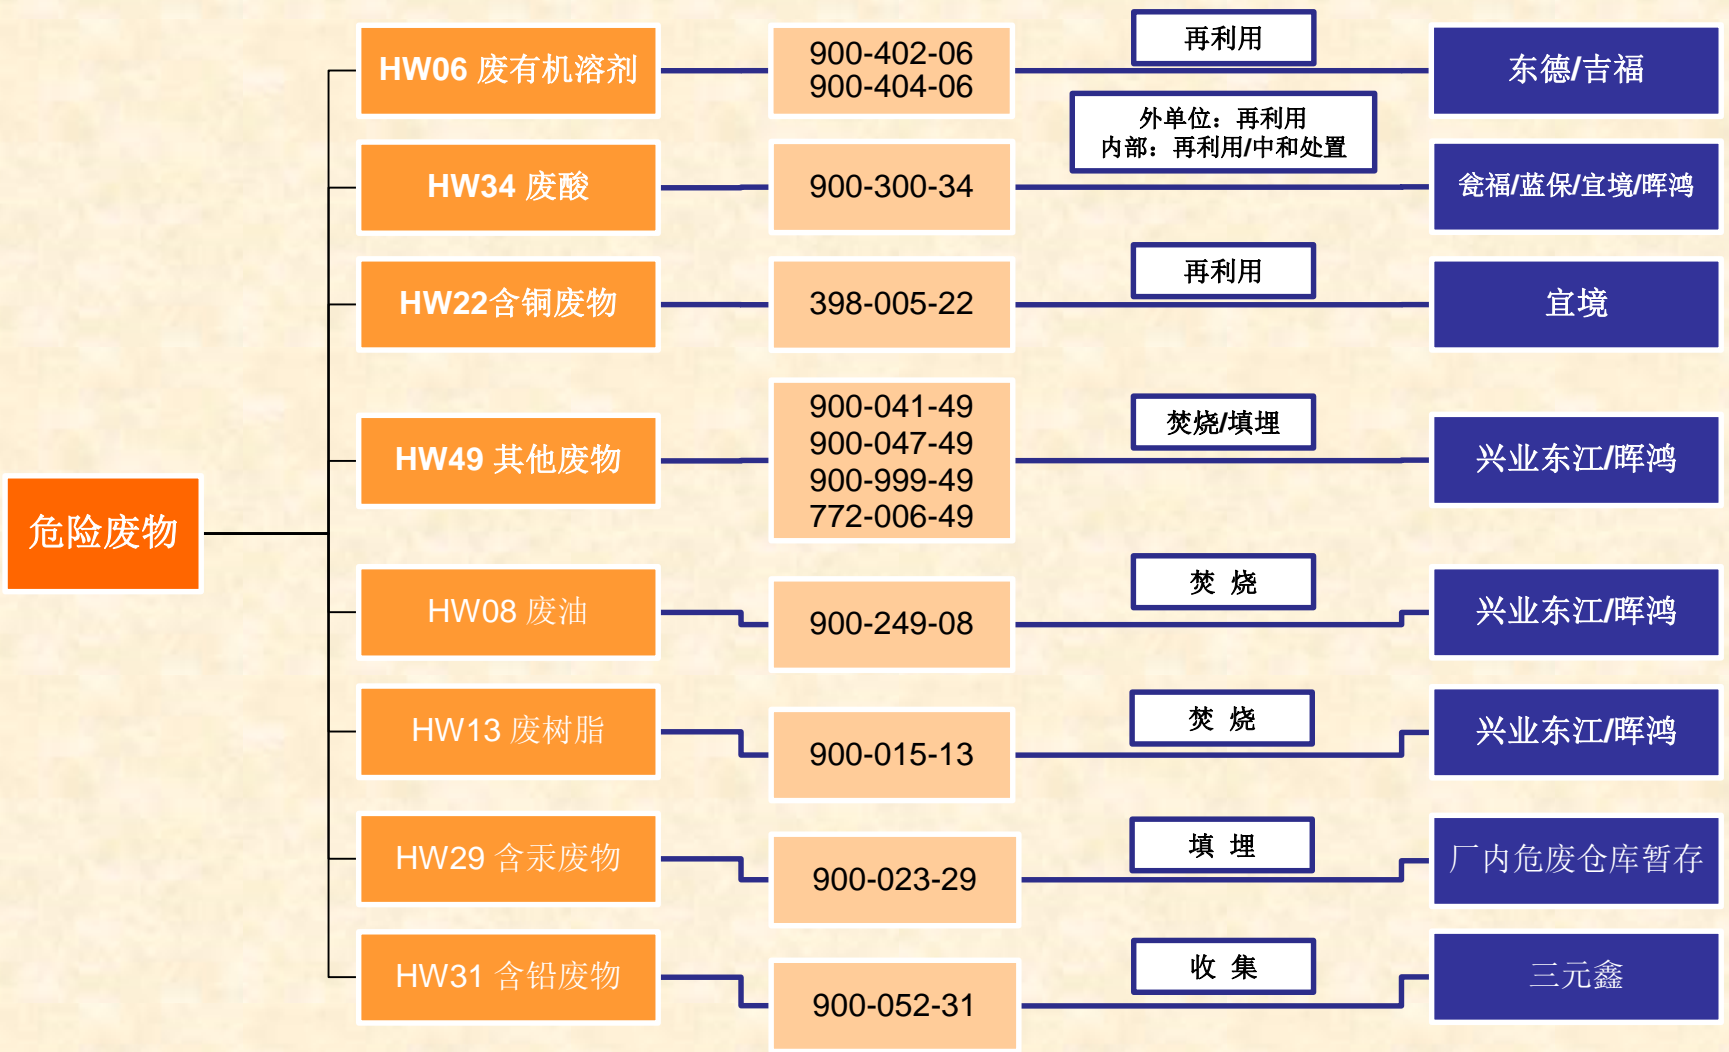 危险废物
HW06 废有机溶剂
900-402-06
900-404-06
再利用
东德/吉福
HW34 废酸
900-300-34
外单位：再利用
内部：再利用/中和处置
瓮福/蓝保/宜境/晖鸿
HW22含铜废物
398-005-22
再利用
宜境
HW49 其他废物
900-041-49
900-047-49
900-999-49
772-006-49
焚烧/填埋
兴业东江/晖鸿
HW08 废油
900-249-08
焚 烧
兴业东江/晖鸿
HW13 废树脂
900-015-13
焚 烧
兴业东江/晖鸿
HW29 含汞废物
900-023-29
填 埋
厂内危废仓库暂存
HW31 含铅废物
900-052-31
收 集
三元鑫